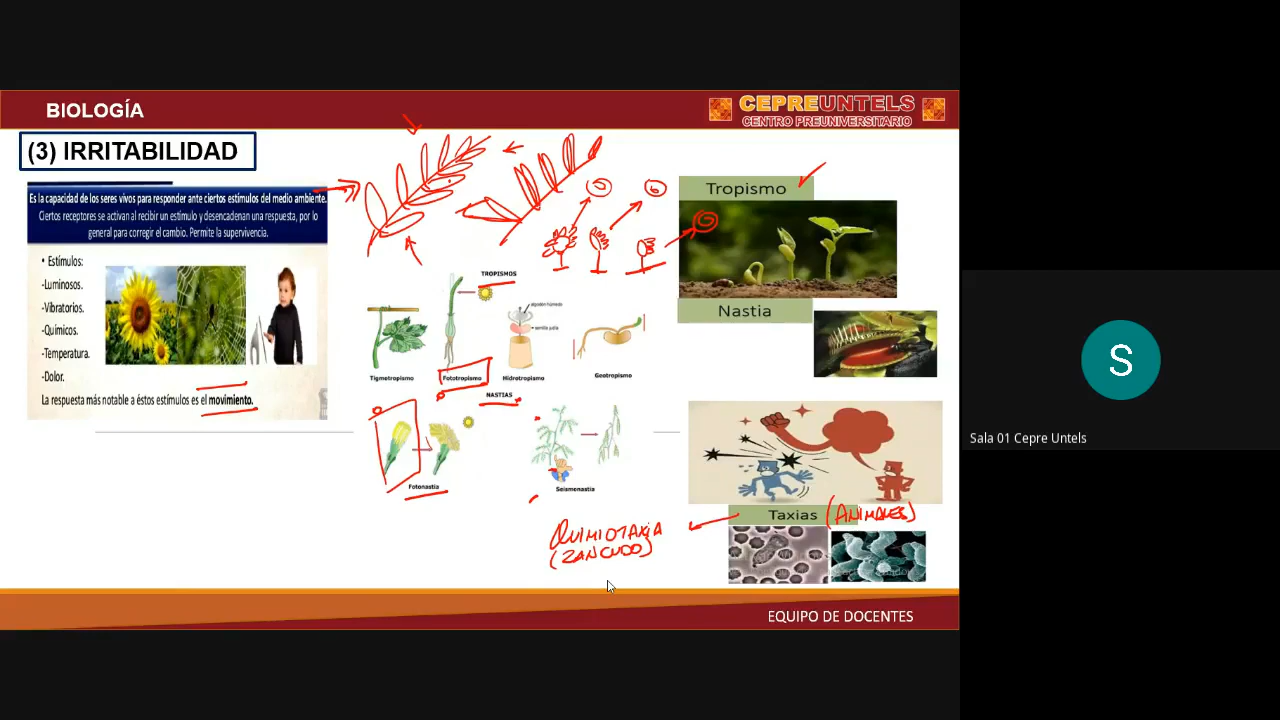 BIOLOGÍA
CEPREUNTELS
CENTRO PREUNIVERSITARIO
(3) IRRITABILIDAD
Es la capacidad de los seres vivos para responder ante ciertos estímulos del medio ambiente.
Ciertos receptores se activan al recibir un estímulo y desencadenan una respuesta, por lo
general para corregir el cambio. Permite la supervivencia.
• Estímulos:
-Luminosos.
-Vibratorios.
-Químicos.
-Temperatura.
-Dolor.
La respuesta más notable a éstos estímulos es el movimiento.
TROPISMOS
algodón húmedo
semilla judía
Tigmotropismo
Fototropismo
Hidrotropismo
Geotropismo
NASTIAS
Fotonastia
Seismonastia
Tropismo
Nastia
Taxias (ANIMALES)
QUIMIOTAXIA
(ZANCUDO)
EQUIPO DE DOCENTES
S
Sala 01 Cepre Untels